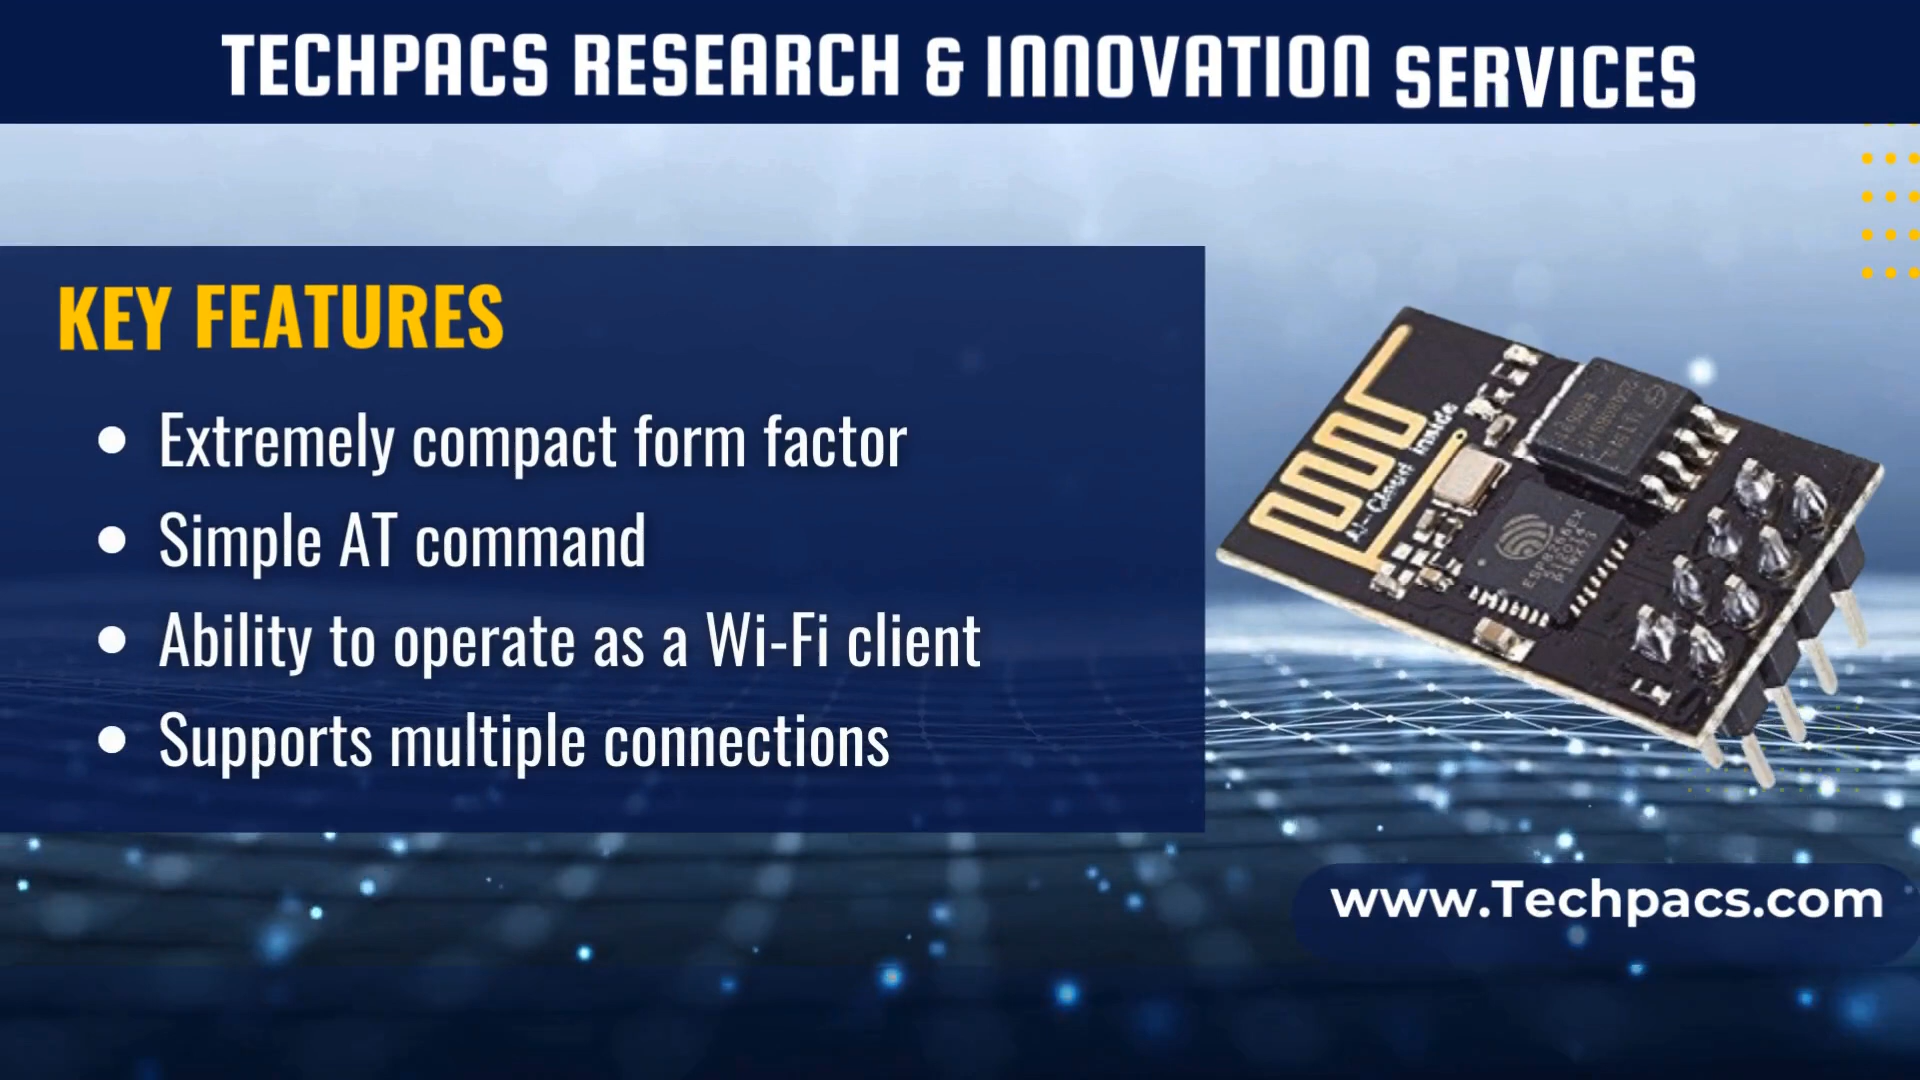 TECHPACS RESEARCH & INNOVATION SERVICES
KEY FEATURES
• Extremely compact form factor
• Simple AT command
• Ability to operate as a Wi-Fi client
• Supports multiple connections
AI-Cloud inside
ESP8266EX
www.Techpacs.com